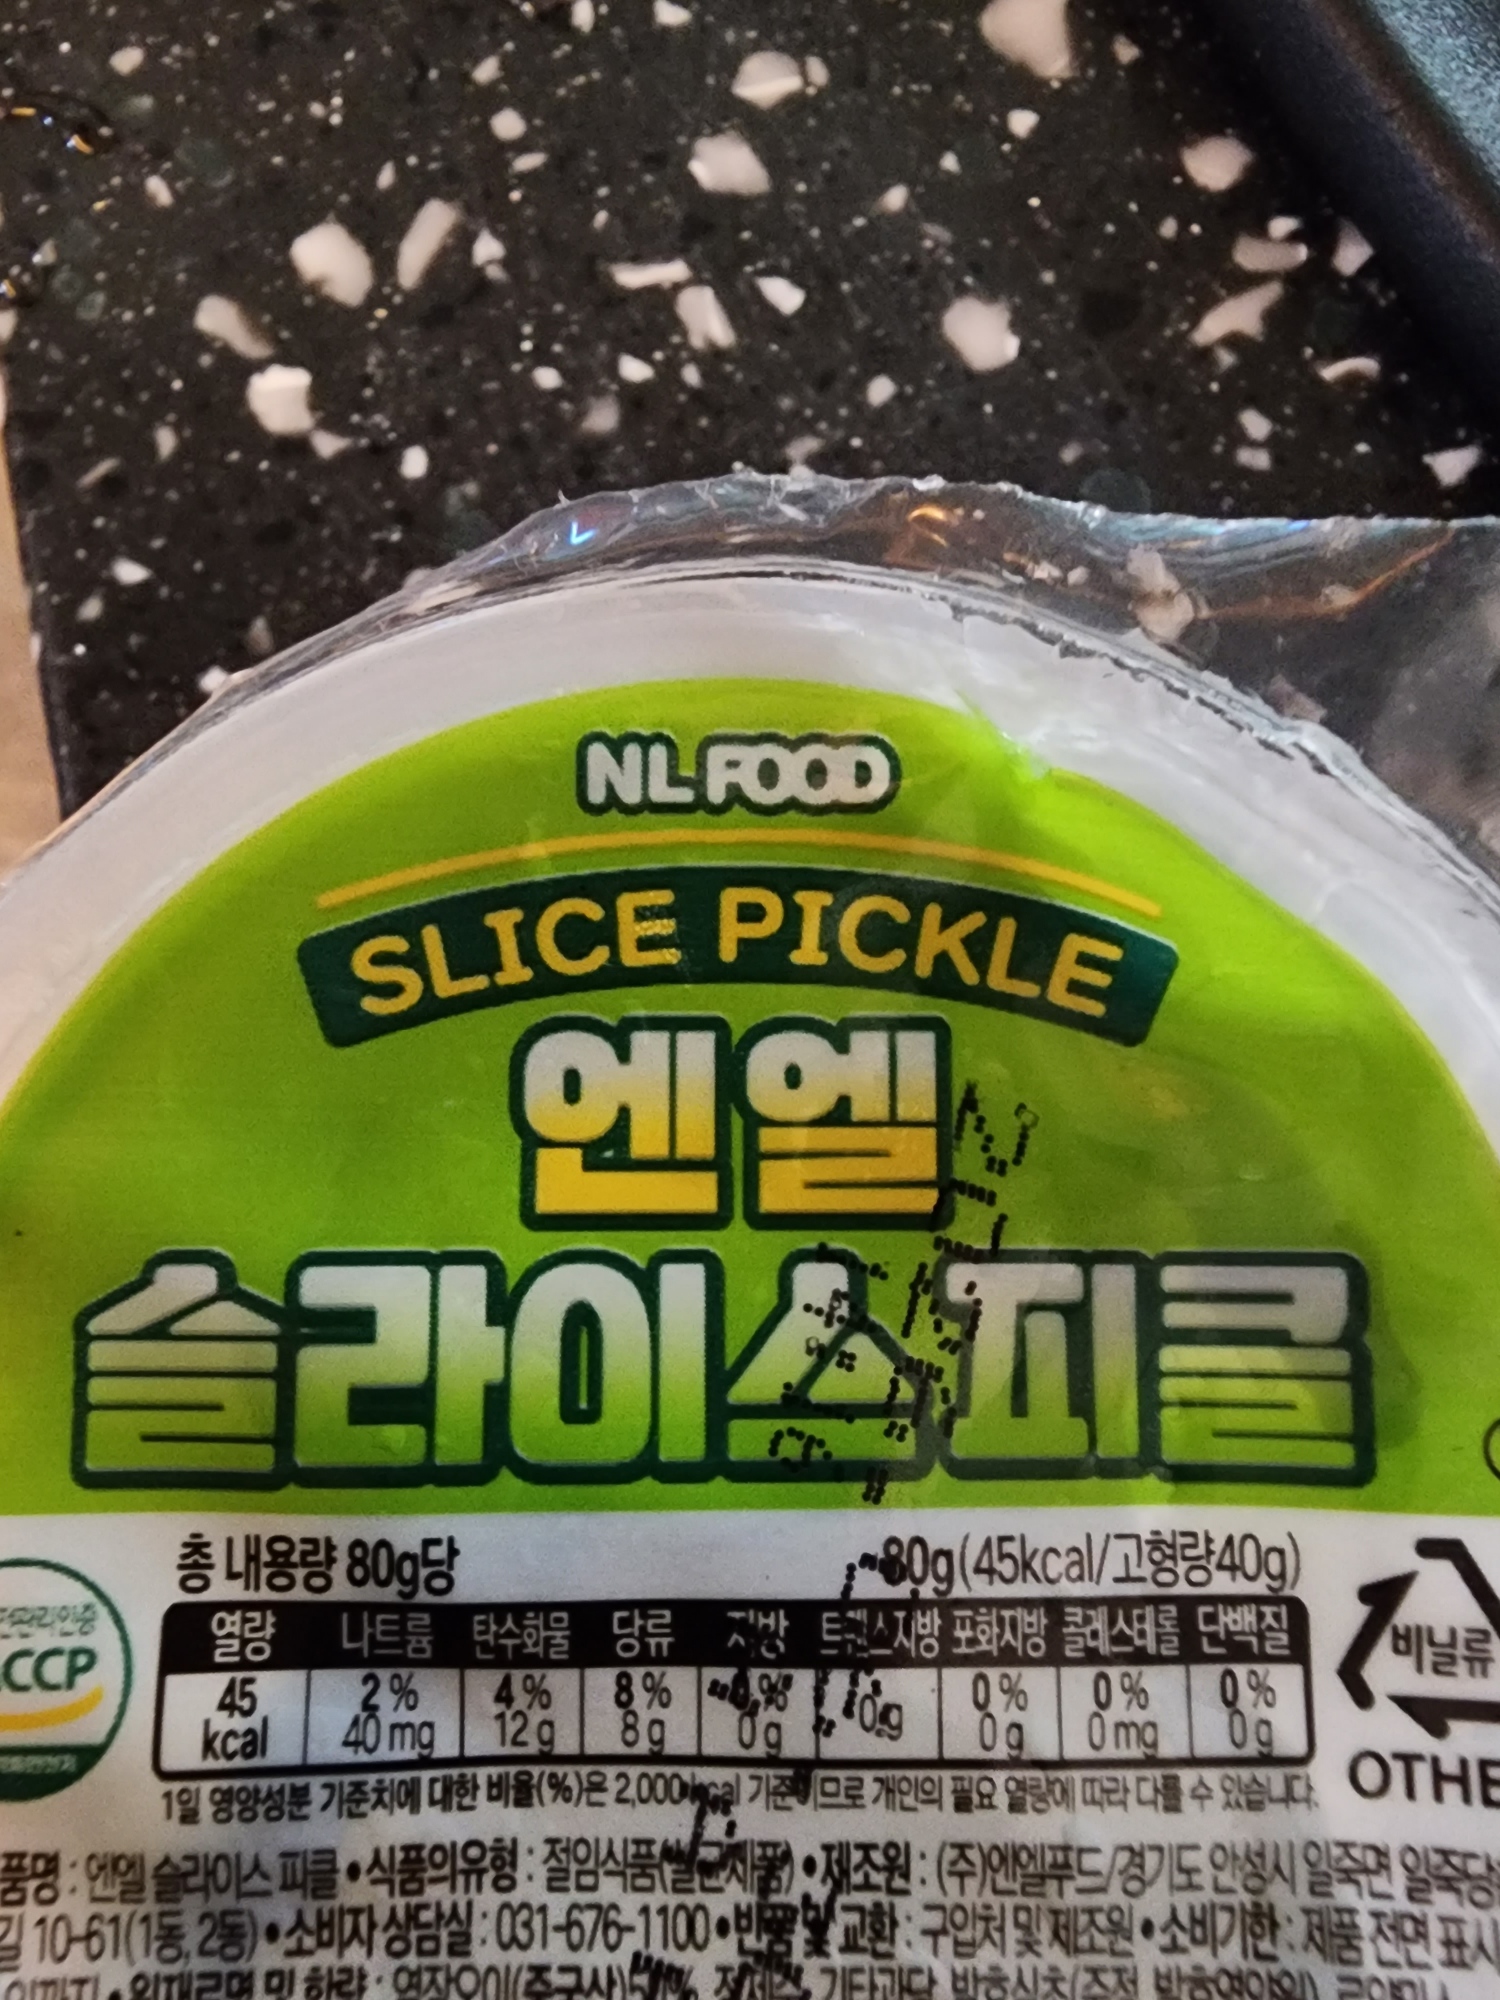 NL FOOD
SLICE PICKLE
엔엘
슬라이스피클
총 내용량 80g당 80g(45kcal/고형량40g)
열량 나트륨 탄수화물 당류 지방 트랜스지방 포화지방 콜레스테롤 단백질
45 2% 4% 8% 0% 0g 0% 0% 0%
kcal 40mg 12g 8g 0g 0g 0mg 0g
1일 영양성분 기준치에 대한 비율(%)은 2,000kcal 기준이므로 개인의 필요 열량에 따라 다를 수 있습니다.
CCP
비닐류
OTHE
품명 : 엔엘 슬라이스 피클 • 식품의유형 : 절임식품(살균제품) • 제조원 : (주)엔엘푸드/경기도 안성시 일죽면 일죽당
길 10-61(1동, 2동) • 소비자 상담실 : 031-676-1100 • 반품 및 교환 : 구입처 및 제조원 • 소비기한 : 제품 전면 표시